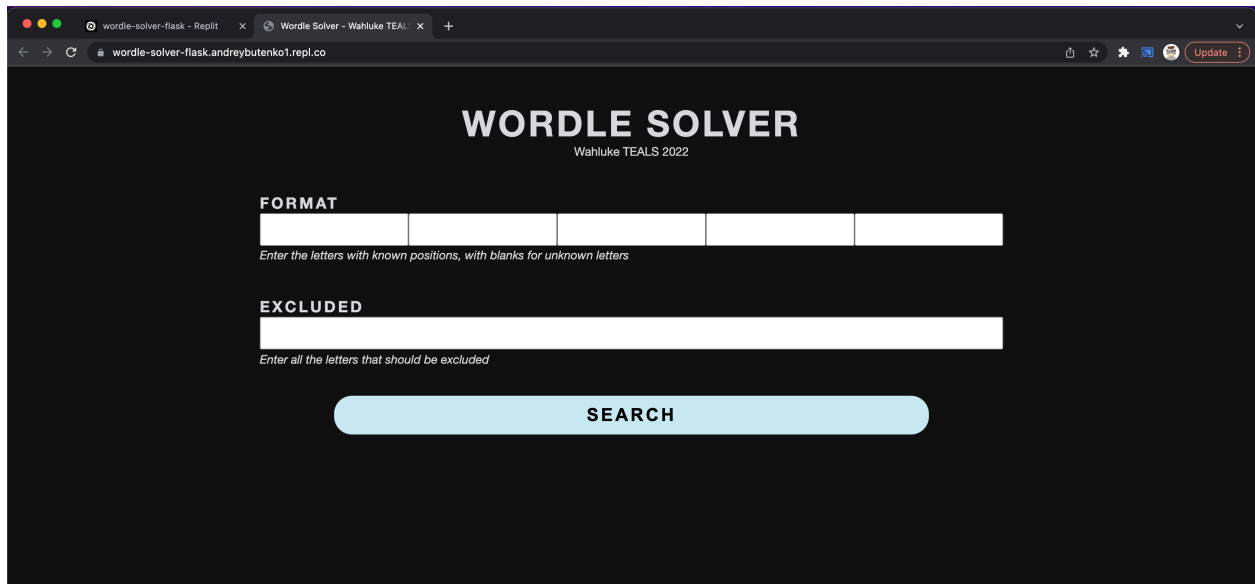 wordle-solver-flask - Replit
Wordle Solver - Wahluke TEAL
wordle-solver-flask.andreybutenko1.repl.co
Update
WORDLE SOLVER
Wahluke TEALS 2022
FORMAT
Enter the letters with known positions, with blanks for unknown letters
EXCLUDED
Enter all the letters that should be excluded
SEARCH